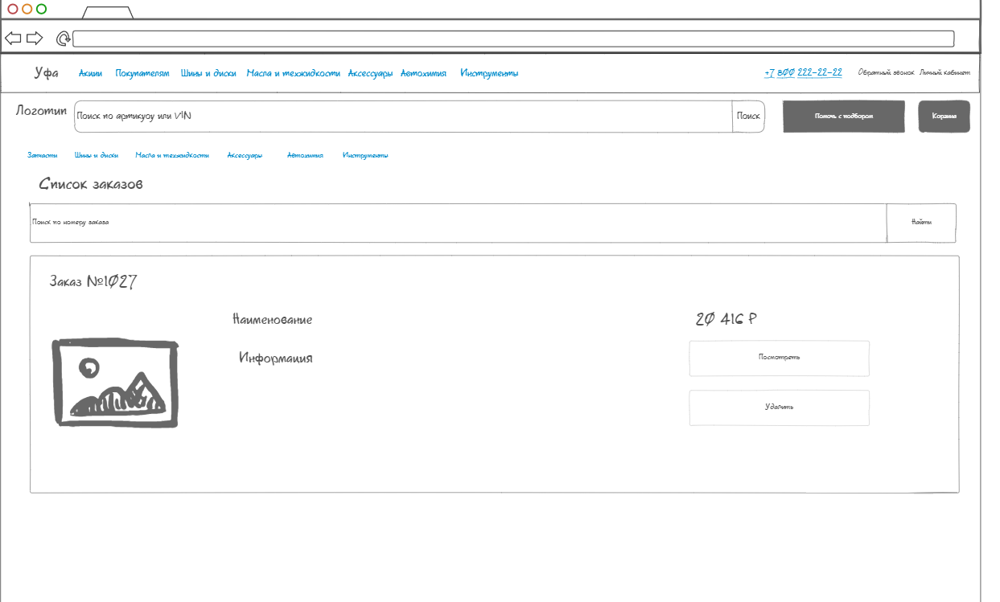 Уфа Акции Покупателям Шины и диски Масла и техжидкости Аксессуары Автохимия Инструменты +7 800 222-22-22 Обратный звонок Личный кабинет
Логотип Поиск по артикуоу или VIN Поиск Помочь с подбором Корзина
Запчасти Шины и диски Масла и техжидкости Аксессуары Автохимия Инструменты
Список заказов
Поиск по номеру заказа Найти
Заказ №1027
Наименование 20 416 Р
Информация Посмотреть
Удалить